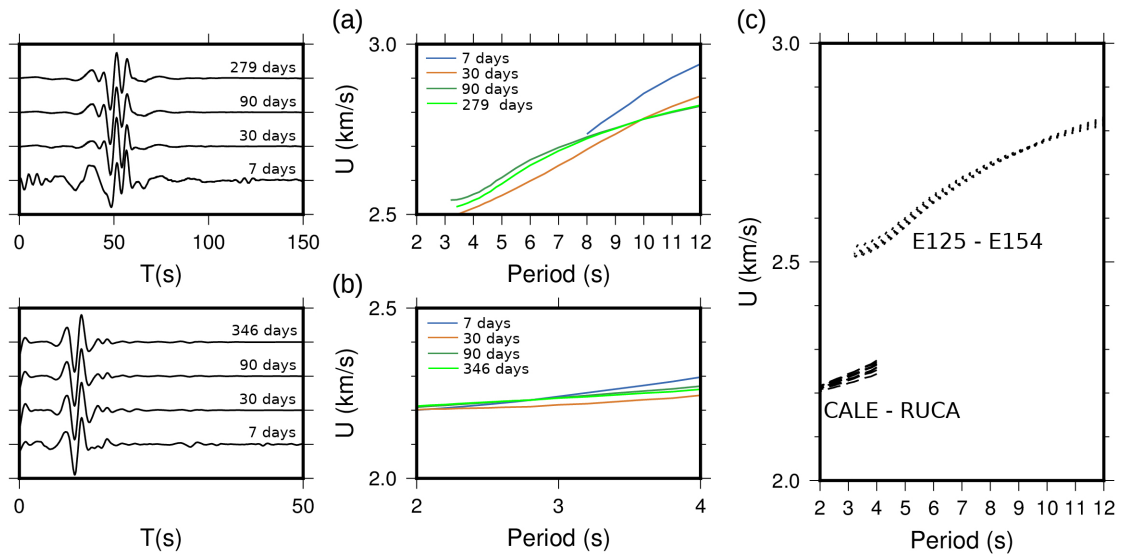 (a)
279 days
90 days
30 days
7 days
0 50 100 150
T(s)
3.0
2.5
U (km/s)
7 days
30 days
90 days
279 days
2 3 4 5 6 7 8 9 10 11 12
Period (s)
(b)
346 days
90 days
30 days
7 days
0 50
T(s)
2.5
2.0
U (km/s)
7 days
30 days
90 days
346 days
2 3 4
Period (s)
(c)
3.0
2.5
2.0
U (km/s)
E125 - E154
CALE - RUCA
2 3 4 5 6 7 8 9 10 11 12
Period (s)